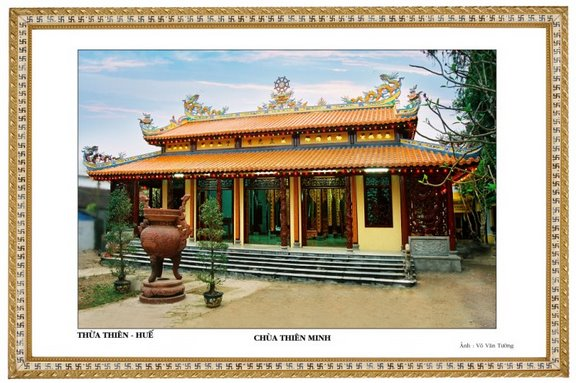 THỪA THIÊN - HUẾ
CHÙA THIÊN MINH
Ảnh : Võ Văn Tường